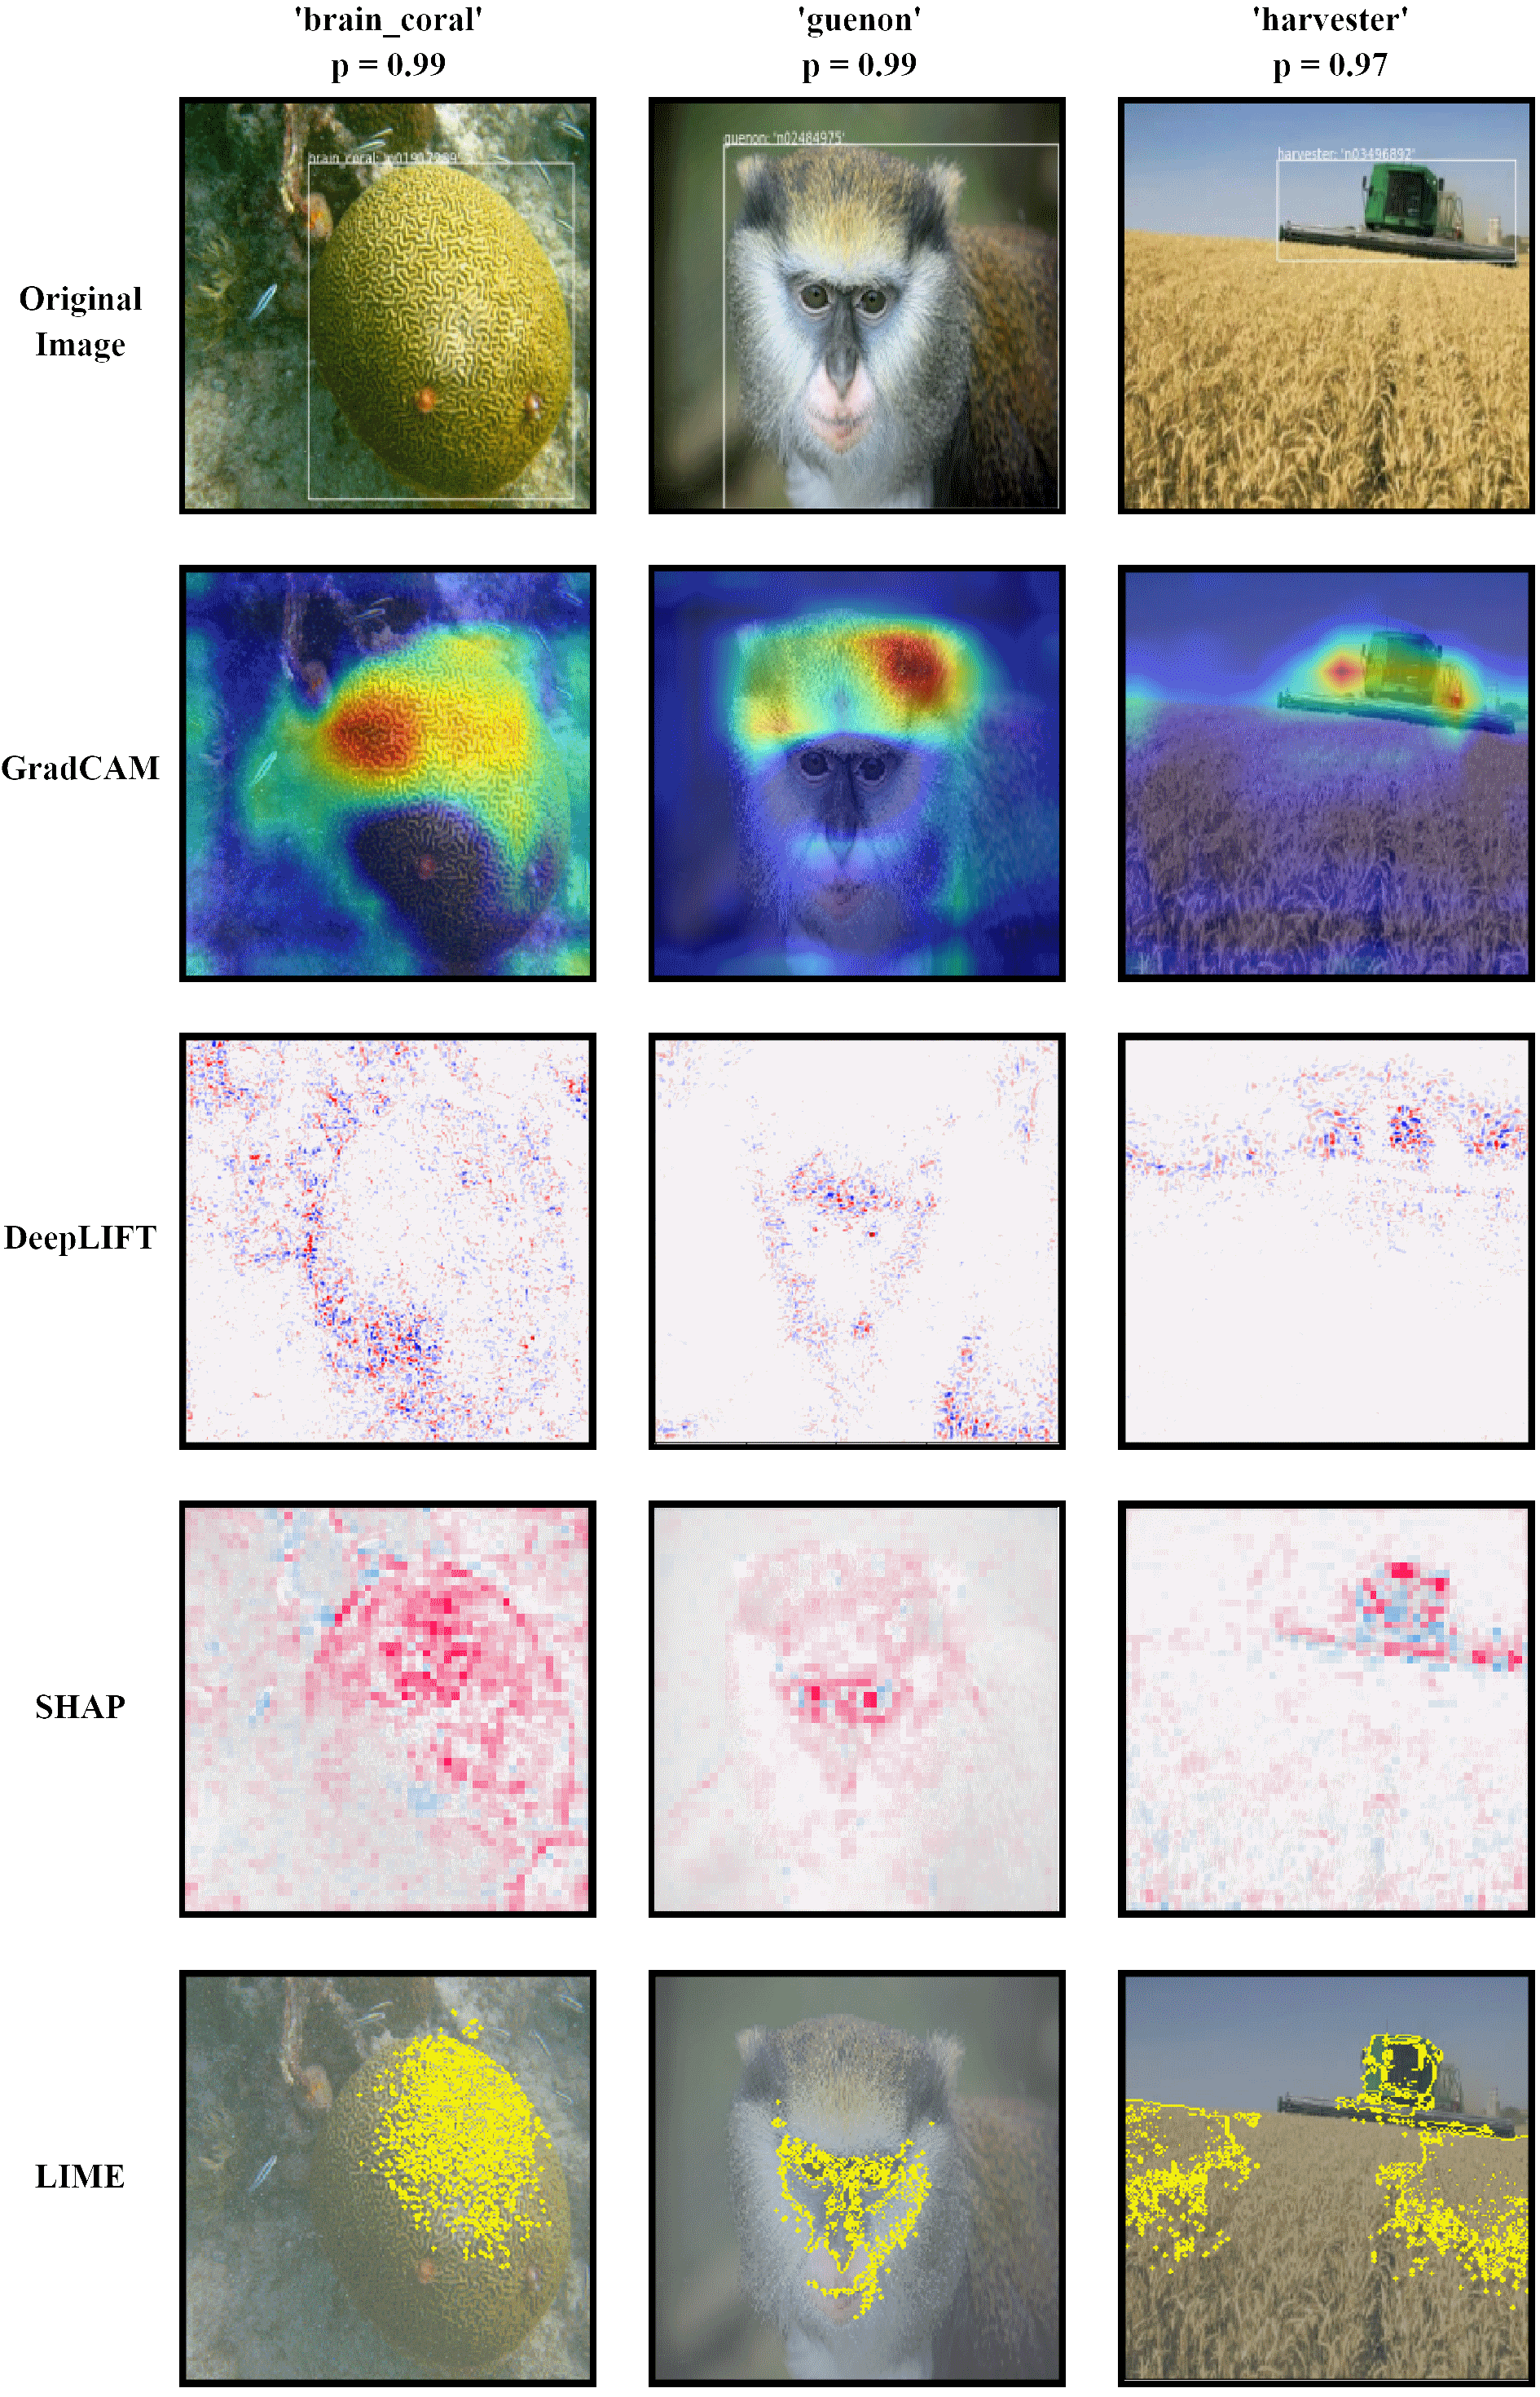 'brain_coral'
p = 0.99
'guenon'
p = 0.99
'harvester'
p = 0.97
Original
Image
brain_coral:
guenon: 'n02484975'
harvester: 'n03496892'
GradCAM
DeepLIFT
SHAP
LIME